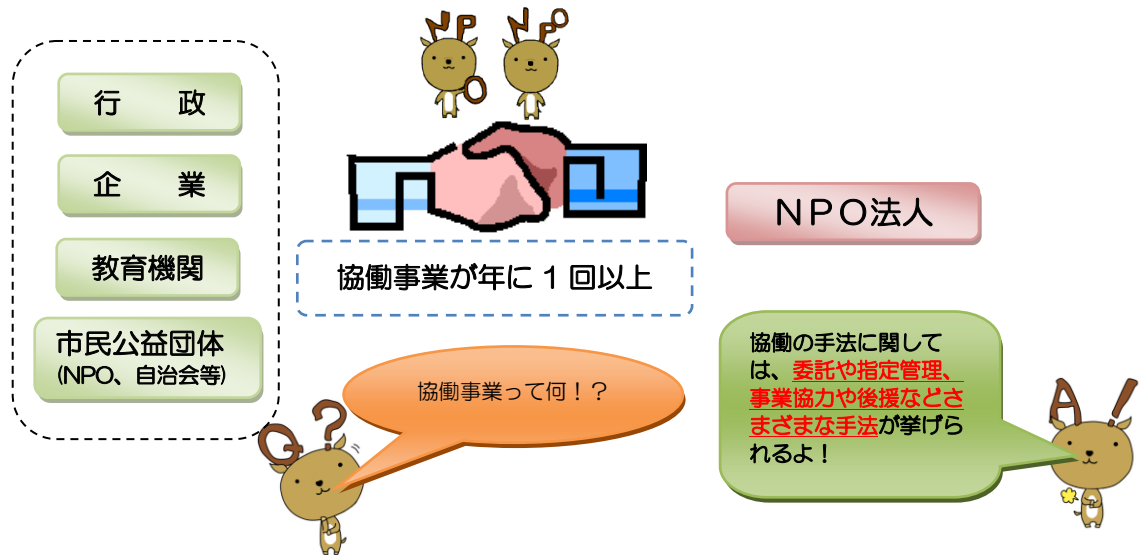 NPO
NPO
行　政
企　業
教育機関
市民公益団体
(NPO、自治会等)
協働事業が年に１回以上
ＮＰＯ法人
協働事業って何！？
Q?
協働の手法に関して
は、委託や指定管理、
事業協力や後援などさ
まざまな手法が挙げら
れるよ！
A!